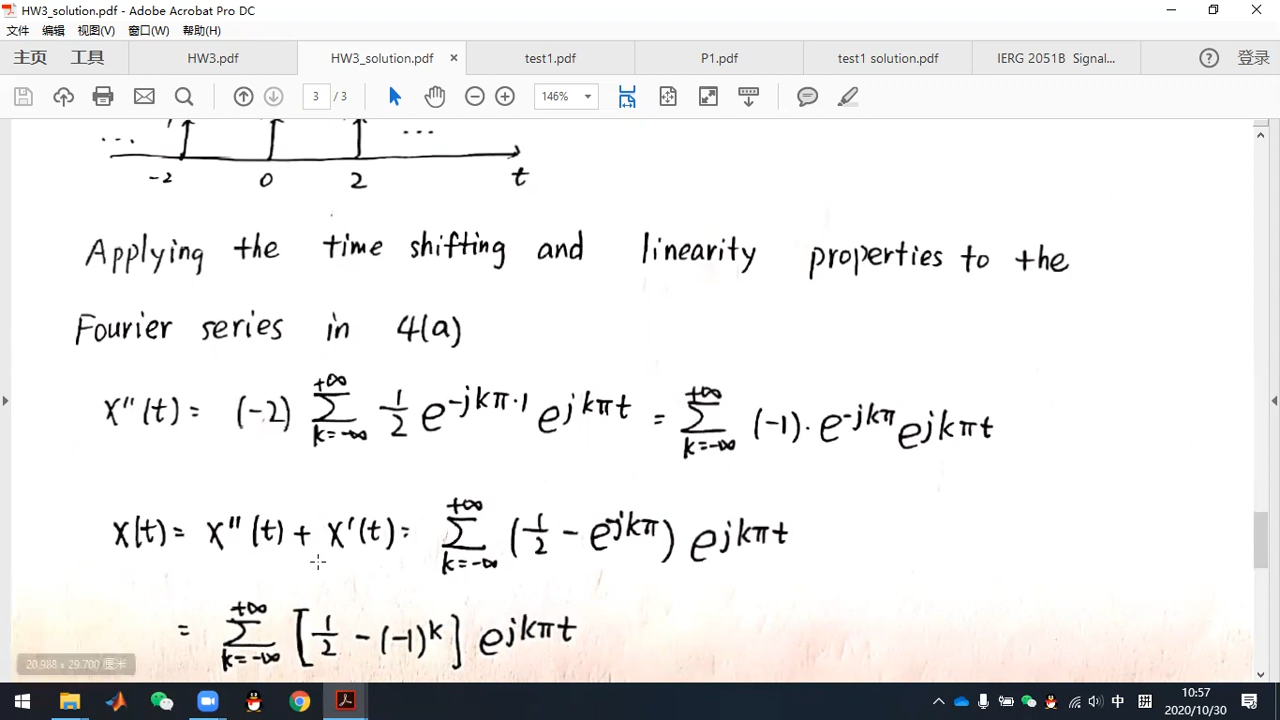 HW3_solution.pdf - Adobe Acrobat Pro DC
文件 编辑 视图(V) 窗口(W) 帮助(H)
主页 工具 HW3.pdf HW3_solution.pdf × test1.pdf P1.pdf test1 solution.pdf IERG 2051B Signal... 登录
3 / 3 146%
... ...
-2 0 2 t
Applying the time shifting and linearity properties to the
Fourier series in 4(a)
x''(t) = (-2) ∑_{k=-∞}^{+∞} 1/2 e^{-jkπ·1} e^{jkπt} = ∑_{k=-∞}^{+∞} (-1)· e^{-jkπ} e^{jkπt}
x(t) = x''(t) + x'(t) = ∑_{k=-∞}^{+∞} (1/2 - e^{-jkπ}) e^{jkπt}
= ∑_{k=-∞}^{+∞} [1/2 - (-1)^k] e^{jkπt}
20.988 x 29.700 厘米
中 拼 10:57
2020/10/30